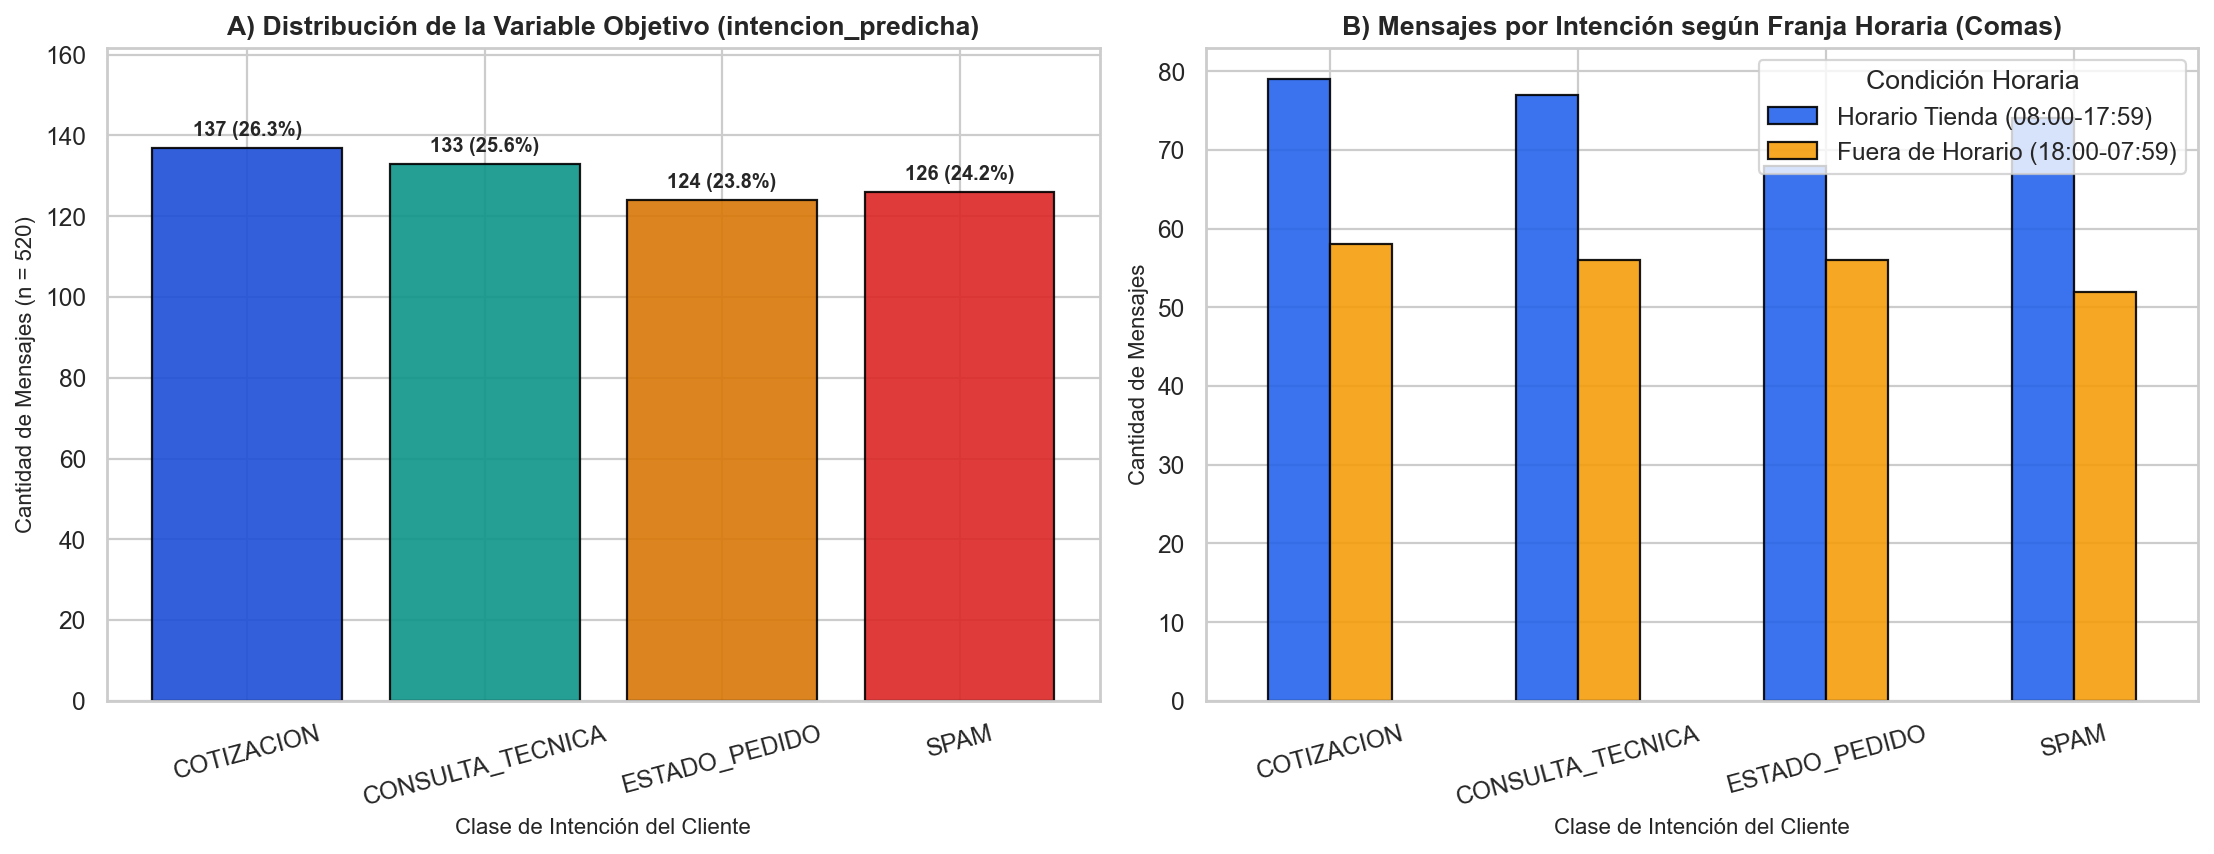 A) Distribución de la Variable Objetivo (intencion_predicha)
Cantidad de Mensajes (n = 520)
160
140
120
100
80
60
40
20
0
137 (26.3%)
133 (25.6%)
124 (23.8%)
126 (24.2%)
COTIZACION
CONSULTA_TECNICA
ESTADO_PEDIDO
SPAM
Clase de Intención del Cliente
B) Mensajes por Intención según Franja Horaria (Comas)
Cantidad de Mensajes
80
70
60
50
40
30
20
10
0
Condición Horaria
Horario Tienda (08:00-17:59)
Fuera de Horario (18:00-07:59)
COTIZACION
CONSULTA_TECNICA
ESTADO_PEDIDO
SPAM
Clase de Intención del Cliente